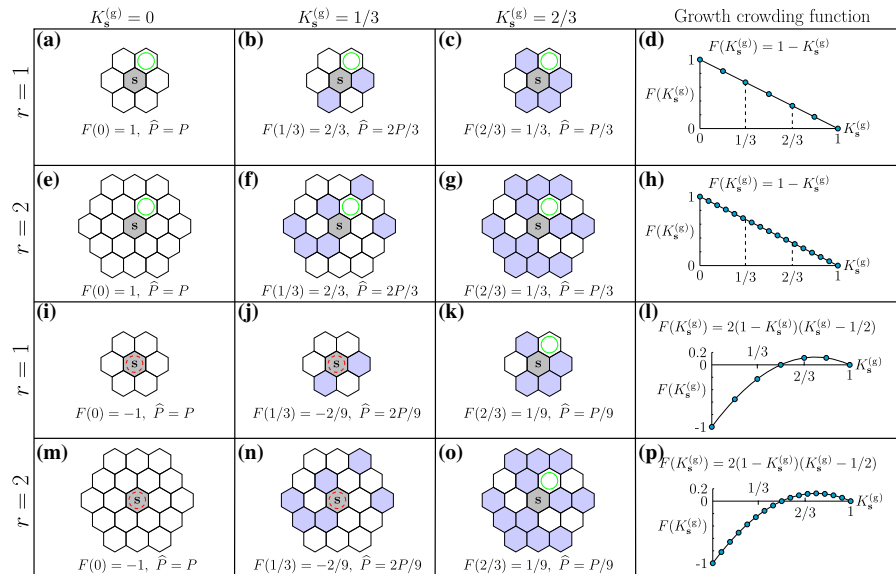 K_s^(g) = 0 K_s^(g) = 1/3 K_s^(g) = 2/3 Growth crowding function
r = 1
(a) s F(0) = 1, P̂ = P
(b) s F(1/3) = 2/3, P̂ = 2P/3
(c) s F(2/3) = 1/3, P̂ = P/3
(d) F(K_s^(g)) = 1 − K_s^(g)
1
F(K_s^(g))
0 K_s^(g)
0 1/3 2/3 1
r = 2
(e) s F(0) = 1, P̂ = P
(f) s F(1/3) = 2/3, P̂ = 2P/3
(g) s F(2/3) = 1/3, P̂ = P/3
(h) F(K_s^(g)) = 1 − K^(g)
1
F(K_s^(g))
0 K_s^(g)
0 1/3 2/3 1
r = 1
(i) s F(0) = −1, P̂ = P
(j) s F(1/3) = −2/9, P̂ = 2P/9
(k) s F(2/3) = 1/9, P̂ = P/9
(l) F(K_s^(g)) = 2(1 − K_s^(g))(K_s^(g) − 1/2)
0.2 1/3 K_s^(g)
0 2/3 1
F(K_s^(g))
-1
r = 2
(m) s F(0) = −1, P̂ = P
(n) s F(1/3) = −2/9, P̂ = 2P/9
(o) s F(2/3) = 1/9, P̂ = P/9
(p) F(K_s^(g)) = 2(1 − K_s^(g))(K_s^(g) − 1/2)
0.2 1/3 K_s^(g)
0 2/3 1
F(K_s^(g))
-1